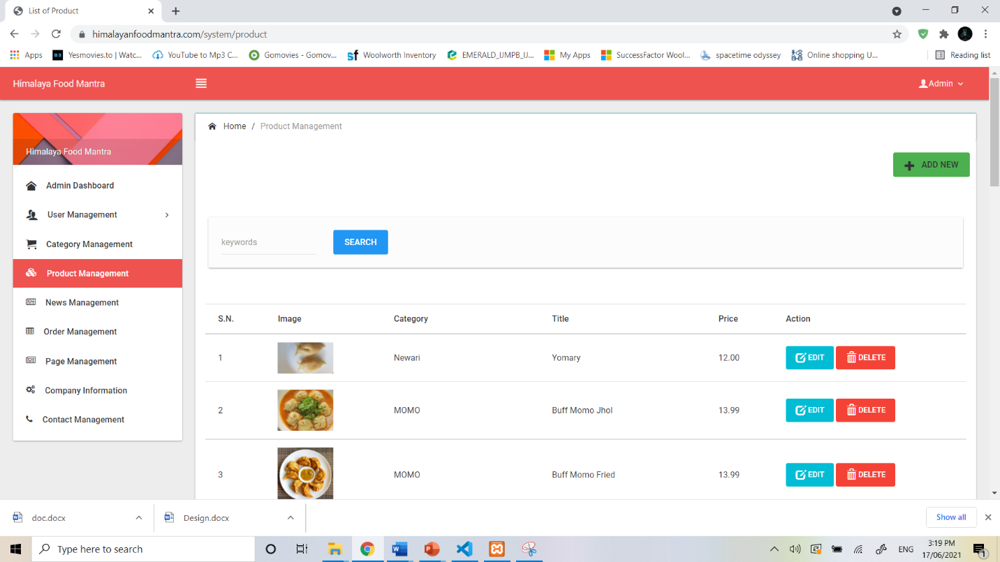 List of Product
himalayanfoodmantra.com/system/product
Apps
Yesmovies.to | Watc...
YouTube to Mp3 C...
Gomovies - Gomov...
Woolworth Inventory
EMERALD_IJMPB_IJ...
My Apps
SuccessFactor Wool...
spacetime odyssey
Online shopping U...
Reading list
Himalaya Food Mantra
Admin
Himalaya Food Mantra
Admin Dashboard
User Management
Category Management
Product Management
News Management
Order Management
Page Management
Company Information
Contact Management
Home / Product Management
ADD NEW
keywords SEARCH
S.N. Image Category Title Price Action
1 Newari Yomary 12.00 EDIT DELETE
2 MOMO Buff Momo Jhol 13.99 EDIT DELETE
3 MOMO Buff Momo Fried 13.99 EDIT DELETE
doc.docx
Design.docx
Show all
Type here to search
ENG
3:19 PM
17/06/2021
1